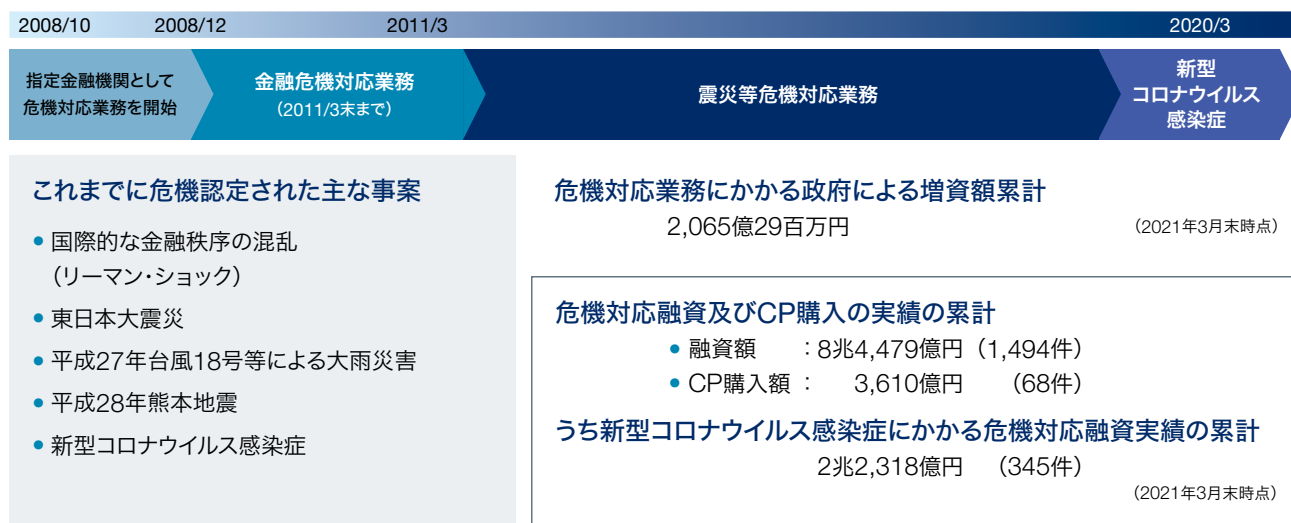 2008/10 2008/12 2011/3 2020/3
指定金融機関として
危機対応業務を開始
金融危機対応業務
（2011/3末まで）
震災等危機対応業務
新型
コロナウイルス
感染症
これまでに危機認定された主な事案
• 国際的な金融秩序の混乱
（リーマン・ショック）
• 東日本大震災
• 平成27年台風18号等による大雨災害
• 平成28年熊本地震
• 新型コロナウイルス感染症
危機対応業務にかかる政府による増資額累計
2,065億29百万円 （2021年3月末時点）
危機対応融資及びCP購入の実績の累計
• 融資額 ：8兆4,479億円（1,494件）
• CP購入額 ： 3,610億円 （68件）
うち新型コロナウイルス感染症にかかる危機対応融資実績の累計
2兆2,318億円 （345件）
（2021年3月末時点）